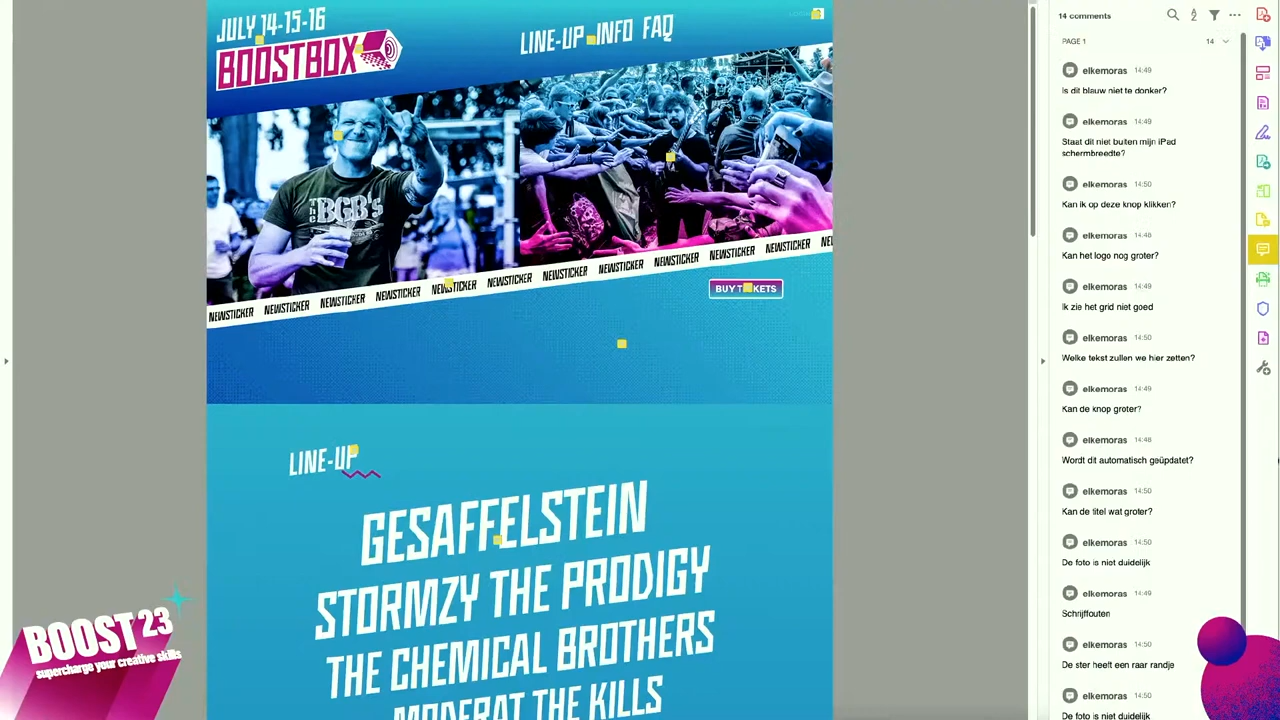 JULY 14-15-16
BOOSTBOX
LINE-UP INFO FAQ
THE BGB's
NEWSTICKER NEWSTICKER NEWSTICKER NEWSTICKER NEWSTICKER NEWSTICKER NEWSTICKER NEWSTICKER NEWSTICKER NEWSTICKER NEWSTICKER
BUY TICKETS
LINE-UP
GESAFFELSTEIN
STORMZY THE PRODIGY
THE CHEMICAL BROTHERS
MODERAT THE KILLS
BOOST 23
supercharge your creative skills
14 comments
PAGE 1 14
elkemoras 14:49
Is dit blauw niet te donker?
elkemoras 14:49
Staat dit niet buiten mijn iPad
schermbreedte?
elkemoras 14:50
Kan ik op deze knop klikken?
elkemoras 14:48
Kan het logo nog groter?
elkemoras 14:49
Ik zie het grid niet goed
elkemoras 14:50
Welke tekst zullen we hier zetten?
elkemoras 14:49
Kan de knop groter?
elkemoras 14:48
Wordt dit automatisch geüpdatet?
elkemoras 14:50
Kan de titel wat groter?
elkemoras 14:50
De foto is niet duidelijk
elkemoras 14:49
Schrijffouten
elkemoras 14:50
De ster heeft een raar randje
elkemoras 14:50
De foto is niet duidelijk